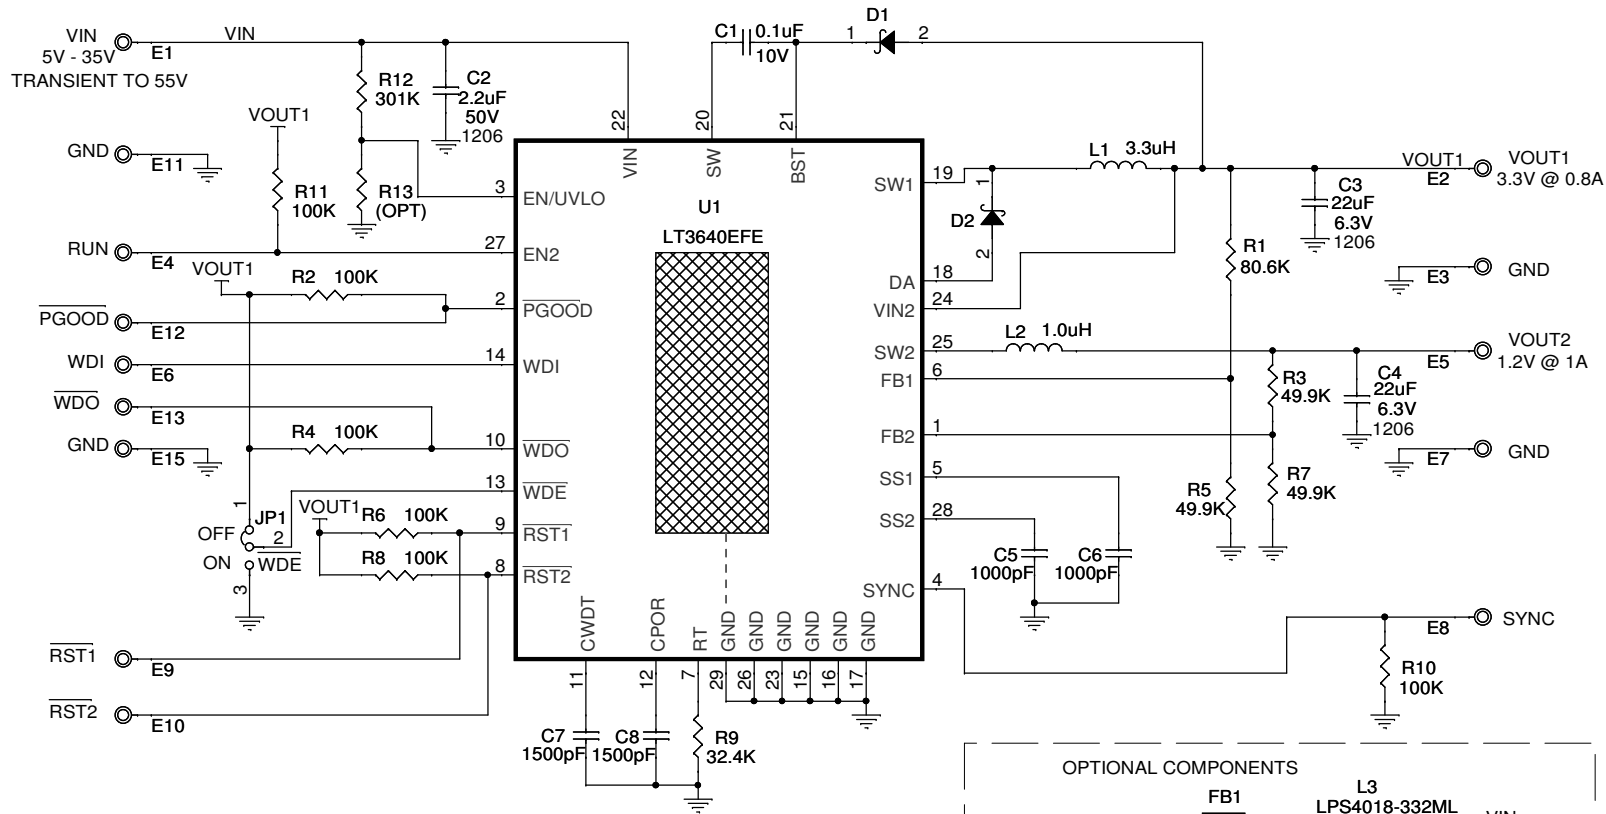 VIN
5V - 35V
TRANSIENT TO 55V
E1
VIN
R12
301K
C2
2.2uF
50V
1206
VOUT1
GND
E11
R11
100K
R13
(OPT)
RUN
E4
VOUT1
R2 100K
PGOOD
E12
WDI
E6
WDO
E13
GND
E15
R4 100K
1
OFF
JP1
2
ON
WDE
3
VOUT1
R6 100K
R8 100K
RST1
E9
RST2
E10
C1
0.1uF
10V
D1
1
2
22
20
21
VIN
SW
BST
U1
LT3640EFE
3
EN/UVLO
27
EN2
2
PGOOD
14
WDI
10
WDO
13
WDE
9
RST1
8
RST2
SW1
19
DA
18
VIN2
24
SW2
25
FB1
6
FB2
1
SS1
5
SS2
28
SYNC
4
CWDT
CPOR
RT
GND
GND
GND
GND
GND
GND
11
12
7
29
26
23
15
16
17
C7
1500pF
C8
1500pF
R9
32.4K
1
D2
2
L1 3.3uH
L2 1.0uH
R1
80.6K
C3
22uF
6.3V
1206
VOUT1
E2
VOUT1
3.3V @ 0.8A
E3
GND
VOUT2
1.2V @ 1A
E5
R3
49.9K
C4
22uF
6.3V
1206
E7
GND
R5
49.9K
R7
49.9K
C5
1000pF
C6
1000pF
E8
SYNC
R10
100K
OPTIONAL COMPONENTS
FB1
L3
LPS4018-332ML
VIN